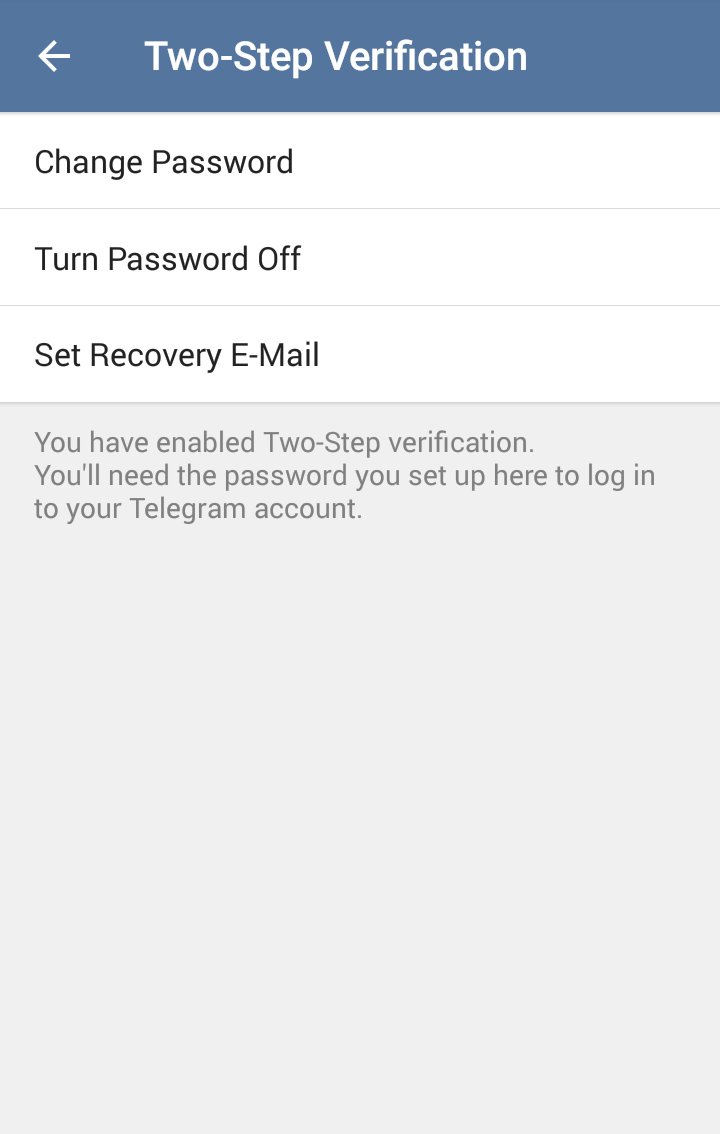 Two-Step Verification
Change Password
Turn Password Off
Set Recovery E-Mail
You have enabled Two-Step verification.
You'll need the password you set up here to log in
to your Telegram account.